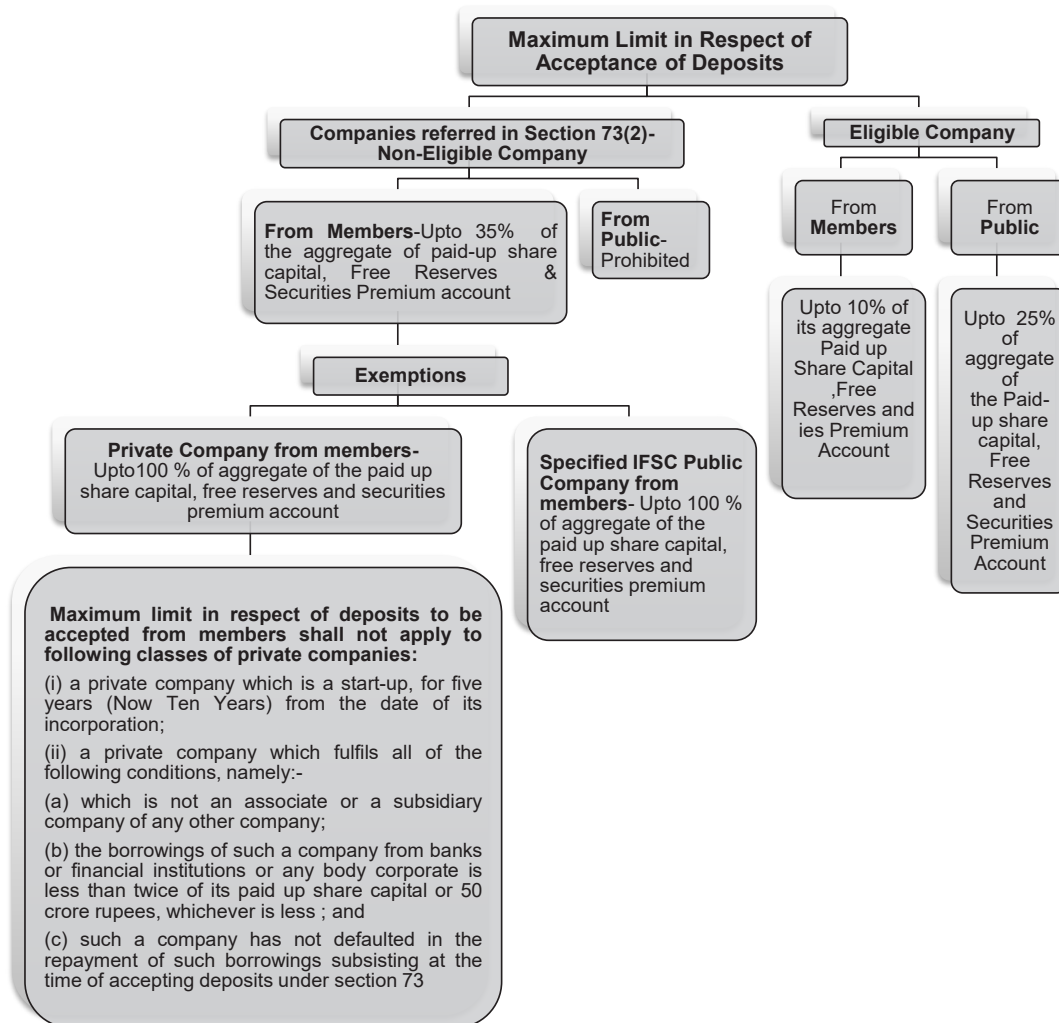 Maximum Limit in Respect of
Acceptance of Deposits
Companies referred in Section 73(2)-
Non-Eligible Company
From Members-Upto 35% of
the aggregate of paid-up share
capital, Free Reserves &
Securities Premium account
From
Public-
Prohibited
Exemptions
Private Company from members-
Upto100 % of aggregate of the paid up
share capital, free reserves and securities
premium account
Maximum limit in respect of deposits to be
accepted from members shall not apply to
following classes of private companies:
(i) a private company which is a start-up, for five
years (Now Ten Years) from the date of its
incorporation;
(ii) a private company which fulfils all of the
following conditions, namely:-
(a) which is not an associate or a subsidiary
company of any other company;
(b) the borrowings of such a company from banks
or financial institutions or any body corporate is
less than twice of its paid up share capital or 50
crore rupees, whichever is less ; and
(c) such a company has not defaulted in the
repayment of such borrowings subsisting at the
time of accepting deposits under section 73
Specified IFSC Public
Company from
members- Upto 100 %
of aggregate of the
paid up share capital,
free reserves and
securities premium
account
Eligible Company
From
Members
Upto 10% of
its aggregate
Paid up
Share Capital
,Free
Reserves and
ies Premium
Account
From
Public
Upto 25%
of
aggregate
of
the Paid-
up share
capital,
Free
Reserves
and
Securities
Premium
Account